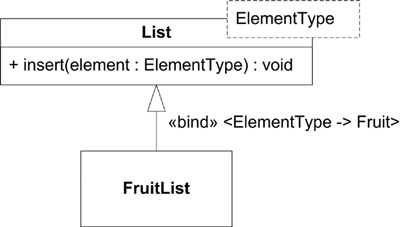 ElementType
List
+ insert(element : ElementType) : void
«bind» <ElementType -> Fruit>
FruitList